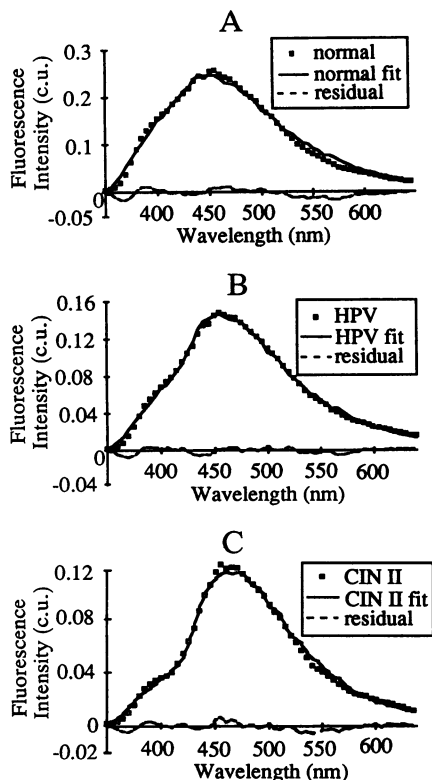 A
Fluorescence
Intensity (c.u.)
0.3
0.2
0.1
0
-0.05
normal
normal fit
residual
400 450 500 550 600
Wavelength (nm)
B
Fluorescence
Intensity (c.u.)
0.16
0.12
0.08
0.04
0
-0.04
HPV
HPV fit
residual
400 450 500 550 600
Wavelength (nm)
C
Fluorescence
Intensity (c.u.)
0.12
0.08
0.04
0
-0.02
CIN II
CIN II fit
residual
400 450 500 550 600
Wavelength (nm)